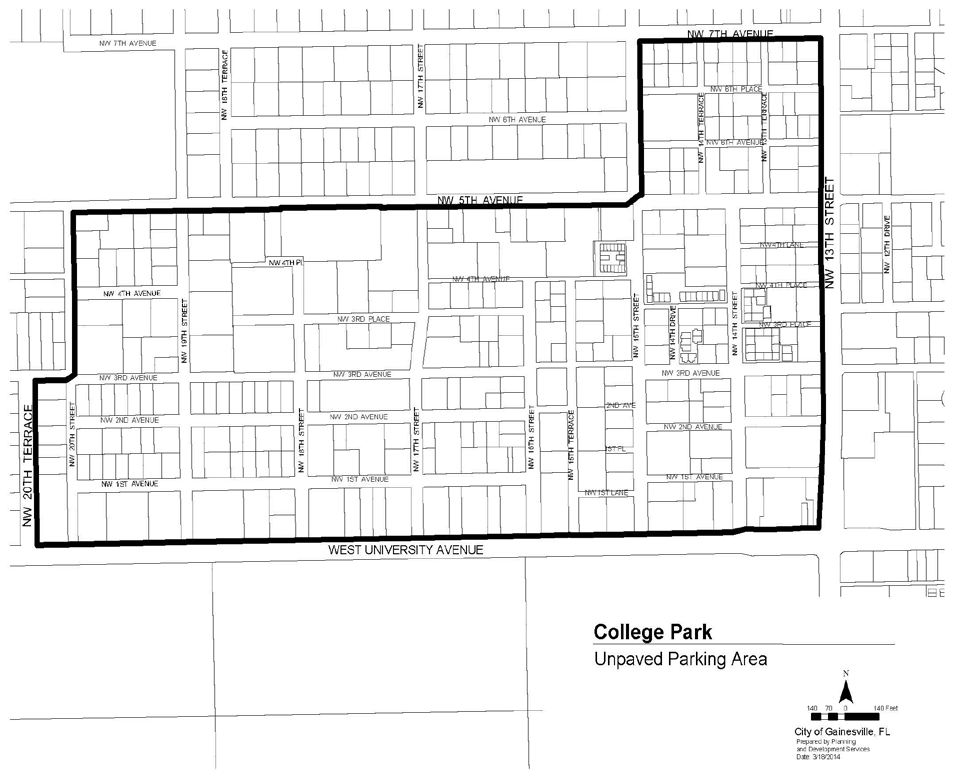 NW 7TH AVENUE
NW 7TH AVENUE
NW 18TH TERRACE
NW 17TH STREET
NW 6TH PLACE
NW 14TH TERRACE
NW 13TH TERRACE
NW 6TH AVENUE
NW 6TH AVENUE
NW 5TH AVENUE
NW 13TH STREET
NW 12TH DRIVE
NW 4TH LANE
NW 4TH PL
NW 4TH AVENUE
NW 4TH PLACE
NW 4TH AVENUE
NW 19TH STREET
NW 15TH STREET
NW 14TH DRIVE
NW 14TH STREET
NW 3RD PLACE
NW 3RD PLACE
NW 3RD AVENUE
NW 3RD AVENUE
NW 3RD AVENUE
NW 20TH TERRACE
NW 20TH STREET
NW 18TH STREET
NW 17TH STREET
NW 16TH STREET
NW 15TH TERRACE
2ND AVE
NW 2ND AVENUE
NW 2ND AVENUE
NW 2ND AVENUE
1ST PL
NW 1ST AVENUE
NW 1ST AVENUE
NW 1ST AVENUE
NW 1ST LANE
WEST UNIVERSITY AVENUE
College Park
Unpaved Parking Area
N
140 70 0 140 Feet
City of Gainesville, FL
Prepared by Planning
and Development Services
Date: 3/18/2014